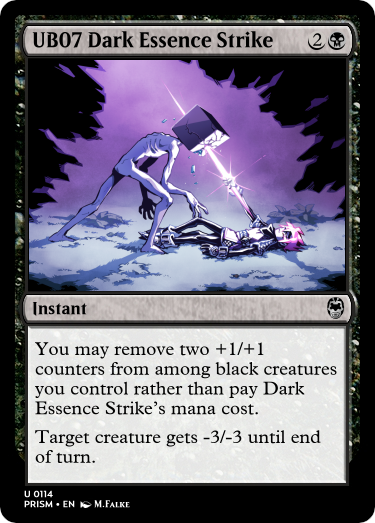 UB07 Dark Essence Strike 2
Instant
You may remove two +1/+1
counters from among black creatures
you control rather than pay Dark
Essence Strike's mana cost.
Target creature gets -3/-3 until end
of turn.
U 0114
PRISM • EN M.Falke